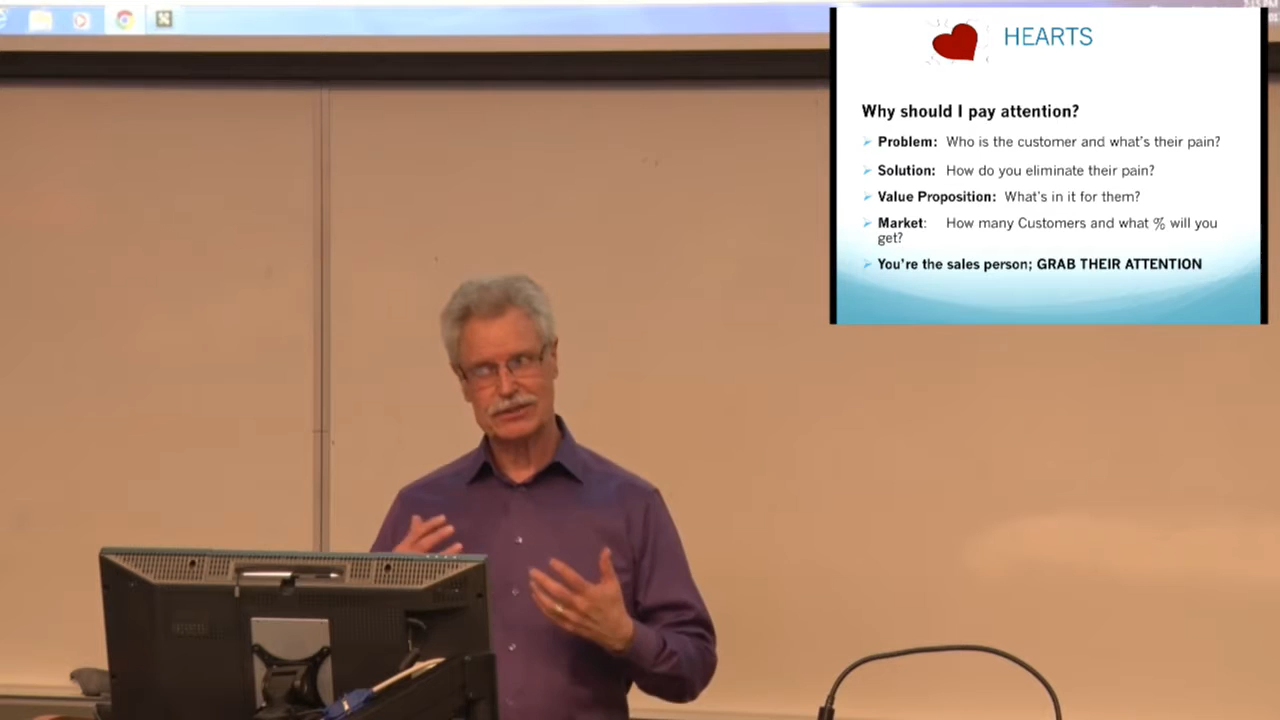 HEARTS
Why should I pay attention?
Problem: Who is the customer and what's their pain?
Solution: How do you eliminate their pain?
Value Proposition: What's in it for them?
Market: How many Customers and what % will you
get?
You're the sales person; GRAB THEIR ATTENTION